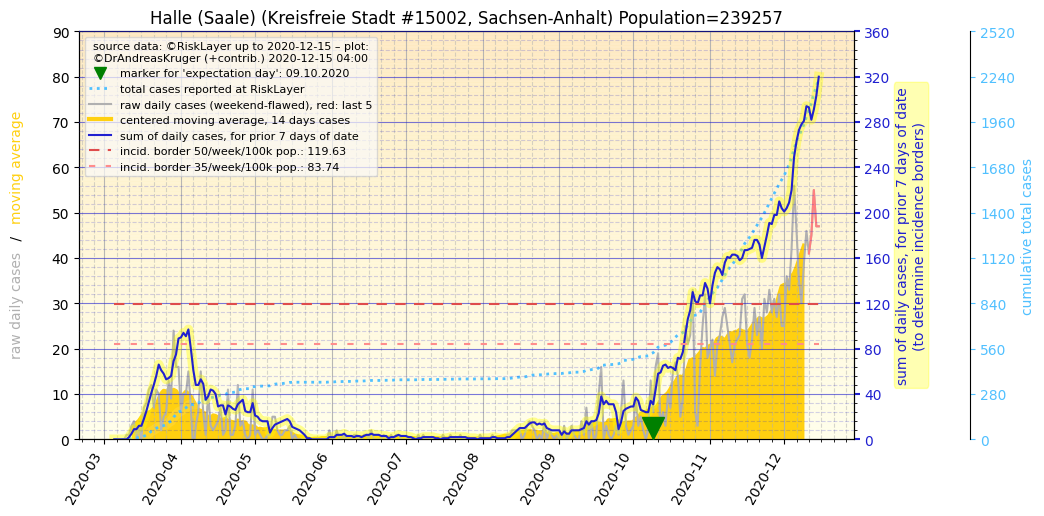 Halle (Saale) (Kreisfreie Stadt #15002, Sachsen-Anhalt) Population=239257
source data: ©RiskLayer up to 2020-12-15 – plot:
©DrAndreasKruger (+contrib.) 2020-12-15 04:00
marker for 'expectation day': 09.10.2020
total cases reported at RiskLayer
raw daily cases (weekend-flawed), red: last 5
centered moving average, 14 days cases
sum of daily cases, for prior 7 days of date
incid. border 50/week/100k pop.: 119.63
incid. border 35/week/100k pop.: 83.74
raw daily cases / moving average
90
80
70
60
50
40
30
20
10
0
2020-03
2020-04
2020-05
2020-06
2020-07
2020-08
2020-09
2020-10
2020-11
2020-12
360
320
280
240
200
160
120
80
40
0
sum of daily cases, for prior 7 days of date
(to determine incidence borders)
2520
2240
1960
1680
1400
1120
840
560
280
0
cumulative total cases